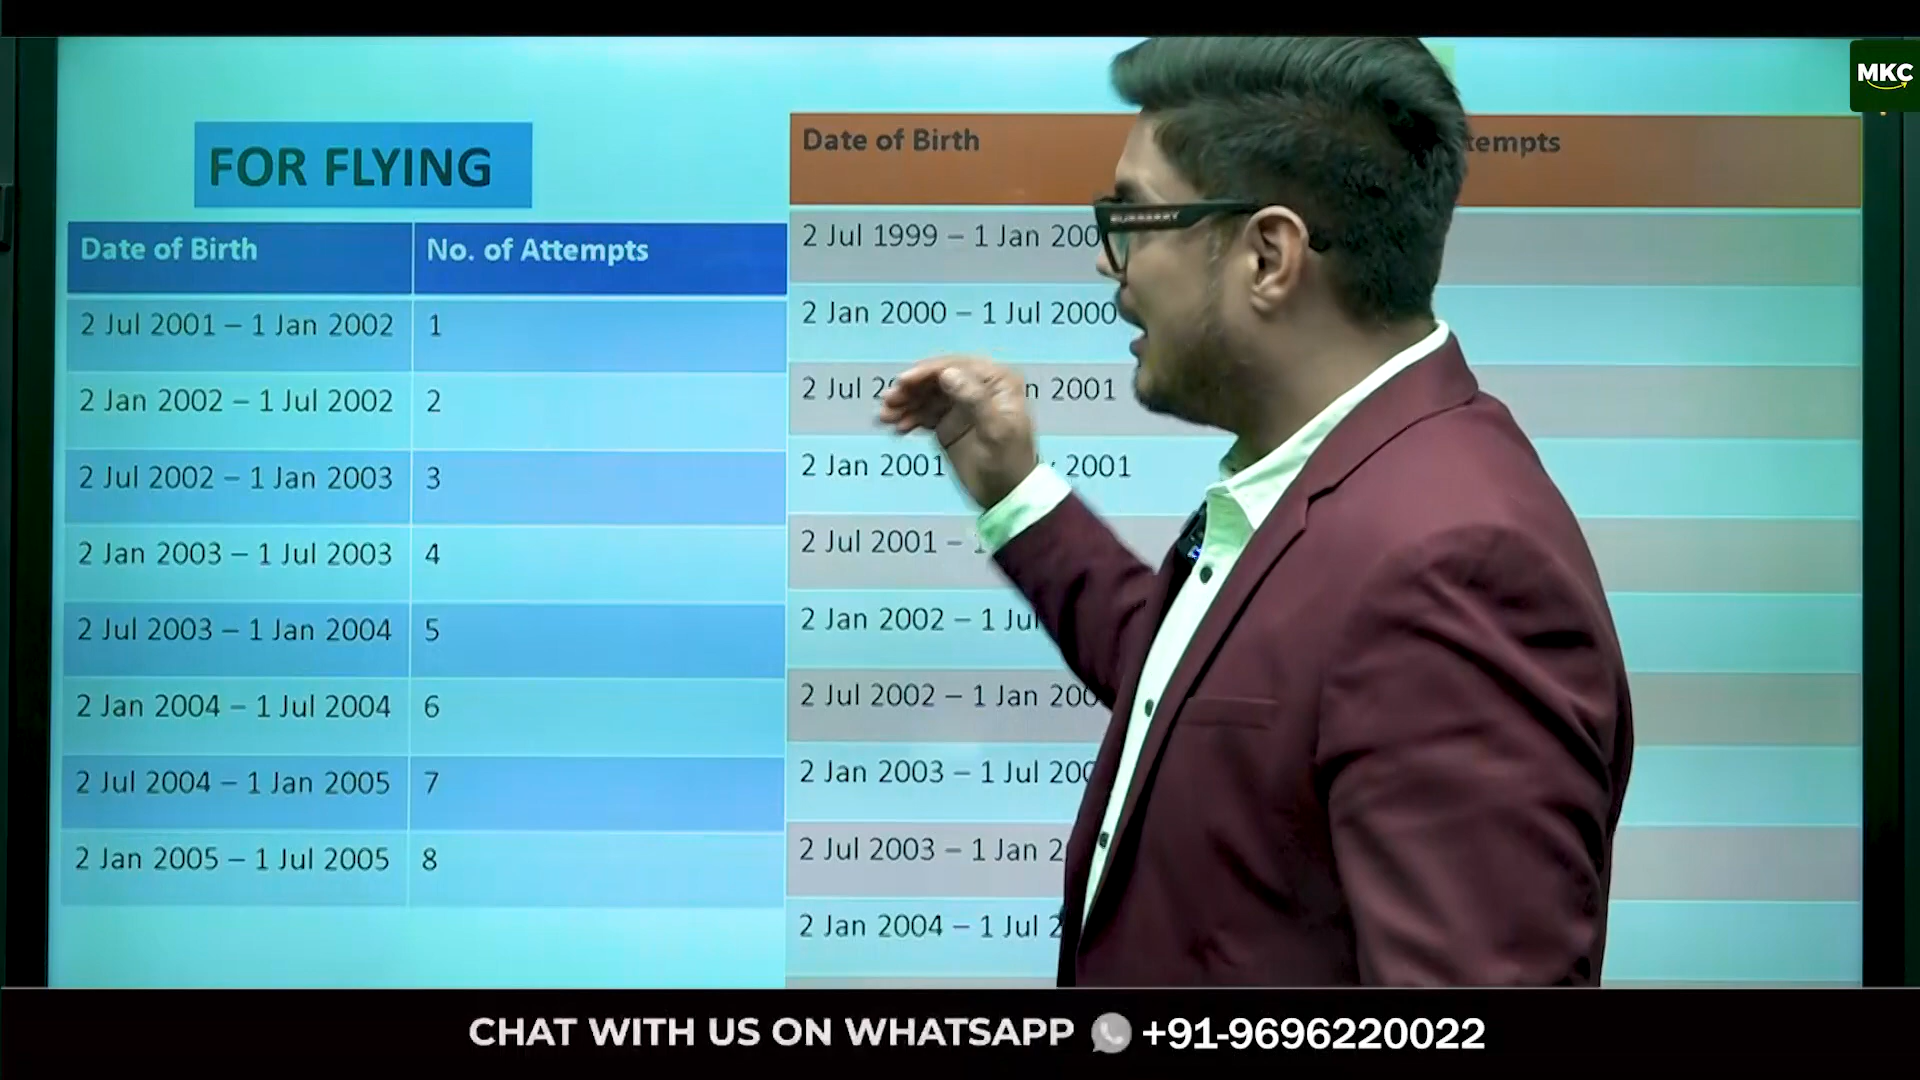 MKC
FOR FLYING
Date of Birth No. of Attempts
2 Jul 2001 – 1 Jan 2002 1
2 Jan 2002 – 1 Jul 2002 2
2 Jul 2002 – 1 Jan 2003 3
2 Jan 2003 – 1 Jul 2003 4
2 Jul 2003 – 1 Jan 2004 5
2 Jan 2004 – 1 Jul 2004 6
2 Jul 2004 – 1 Jan 2005 7
2 Jan 2005 – 1 Jul 2005 8
Date of Birth
2 Jul 1999 – 1 Jan
2 Jan 2000 – 1 Jul 2000
2 Jul 2001
2 Jan 2001 2001
2 Jul 2001 –
2 Jan 2002 – 1 Jul
2 Jul 2002 – 1 Jan
2 Jan 2003 – 1 Jul
2 Jul 2003 – 1 Jan
2 Jan 2004 – 1 Jul
CHAT WITH US ON WHATSAPP +91-9696220022